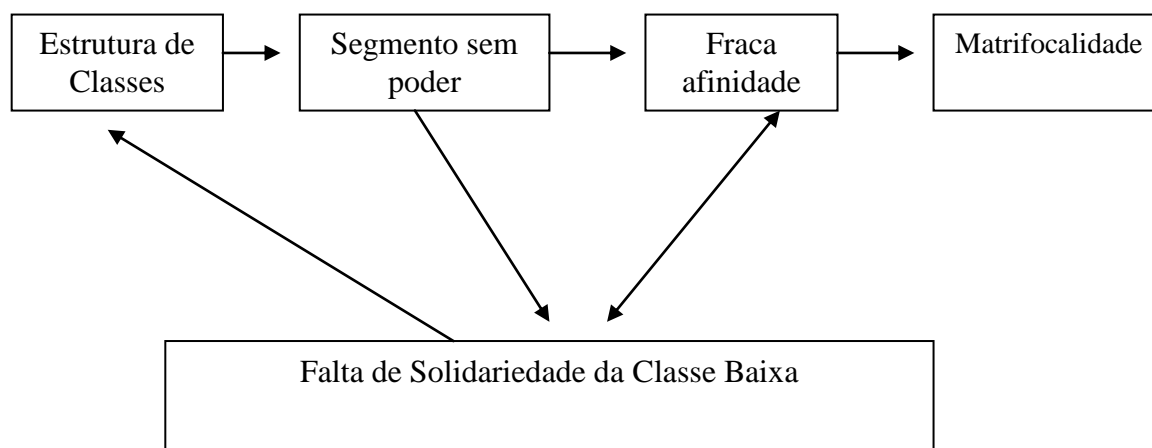 Estrutura de
Classes
Segmento sem
poder
Fraca
afinidade
Matrifocalidade
Falta de Solidariedade da Classe Baixa